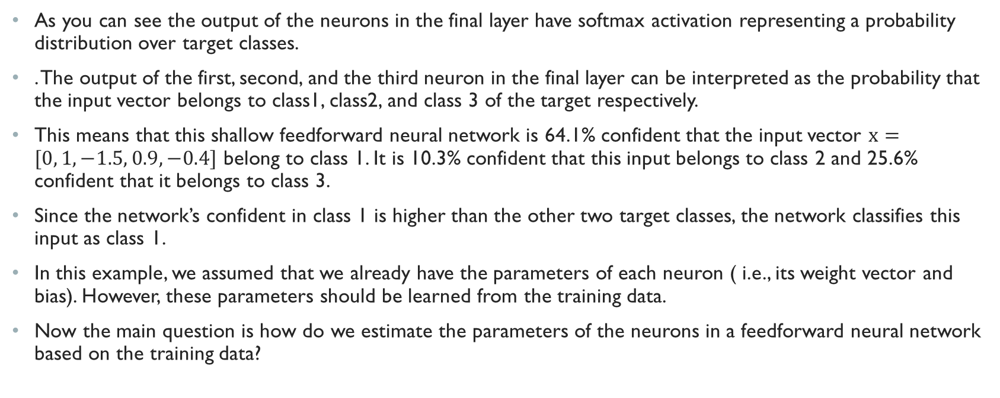 • As you can see the output of the neurons in the final layer have softmax activation representing a probability
distribution over target classes.
• .The output of the first, second, and the third neuron in the final layer can be interpreted as the probability that
the input vector belongs to class1, class2, and class 3 of the target respectively.
• This means that this shallow feedforward neural network is 64.1% confident that the input vector x =
[0, 1, −1.5, 0.9, −0.4] belong to class 1. It is 10.3% confident that this input belongs to class 2 and 25.6%
confident that it belongs to class 3.
• Since the network’s confident in class 1 is higher than the other two target classes, the network classifies this
input as class 1.
• In this example, we assumed that we already have the parameters of each neuron ( i.e., its weight vector and
bias). However, these parameters should be learned from the training data.
• Now the main question is how do we estimate the parameters of the neurons in a feedforward neural network
based on the training data?